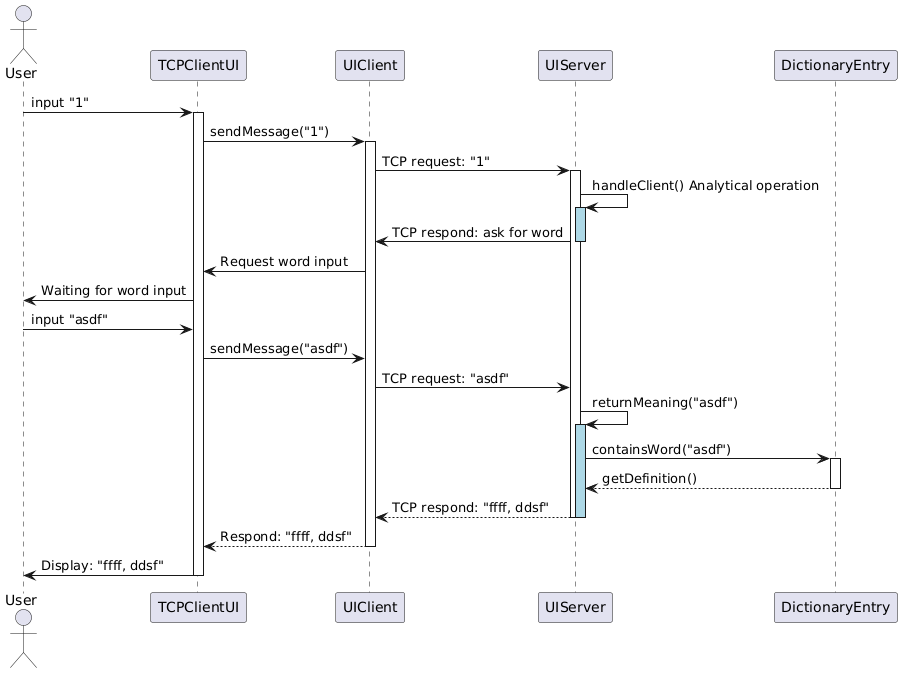 User
TCPClientUI
UIClient
UIServer
DictionaryEntry
input "1"
sendMessage("1")
TCP request: "1"
handleClient() Analytical operation
TCP respond: ask for word
Request word input
Waiting for word input
input "asdf"
sendMessage("asdf")
TCP request: "asdf"
returnMeaning("asdf")
containsWord("asdf")
getDefinition()
TCP respond: "ffff, ddsf"
Respond: "ffff, ddsf"
Display: "ffff, ddsf"
User
TCPClientUI
UIClient
UIServer
DictionaryEntry